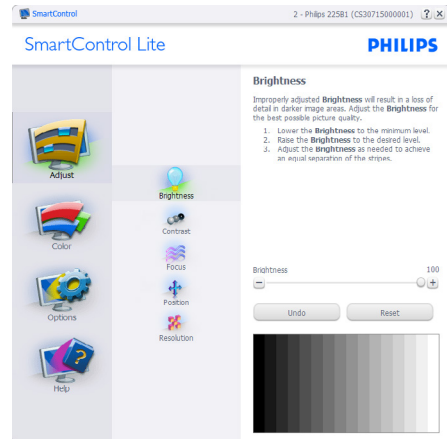 SmartControl
2 - Philips 225B1 (CS30715000001)
?
X
SmartControl Lite
PHILIPS
Adjust
Color
Options
Help
Brightness
Contrast
Focus
Position
Resolution
Brightness
Improperly adjusted Brightness will result in a loss of
detail in darker image areas. Adjust the Brightness for
the best possible picture quality.
1. Lower the Brightness to the minimum level.
2. Raise the Brightness to the desired level.
3. Adjust the Brightness as needed to achieve
an equal separation of the stripes.
Brightness
100
Undo
Reset